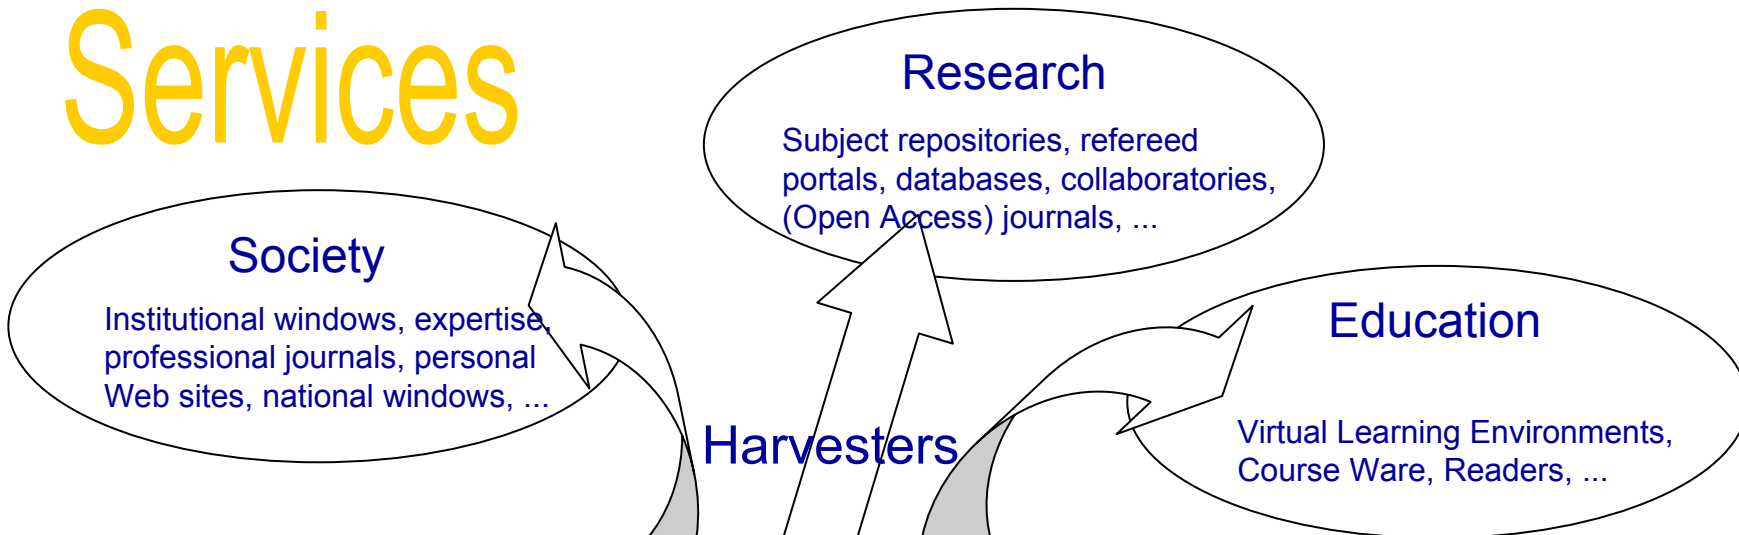 Services
Research
Subject repositories, refereed
portals, databases, collaboratories,
(Open Access) journals, ...
Society
Institutional windows, expertise,
professional journals, personal
Web sites, national windows, ...
Education
Virtual Learning Environments,
Course Ware, Readers, ...
Harvesters